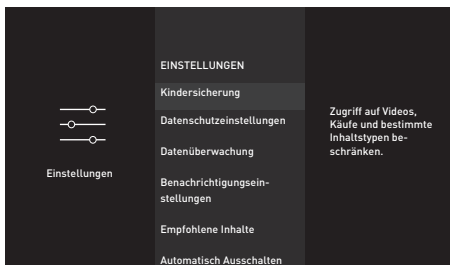 Einstellungen
EINSTELLUNGEN
Kindersicherung
Datenschutzeinstellungen
Datenüberwachung
Benachrichtigungsein-
stellungen
Empfohlene Inhalte
Automatisch Ausschalten
Zugriff auf Videos,
Käufe und bestimmte
Inhaltstypen be-
schränken.